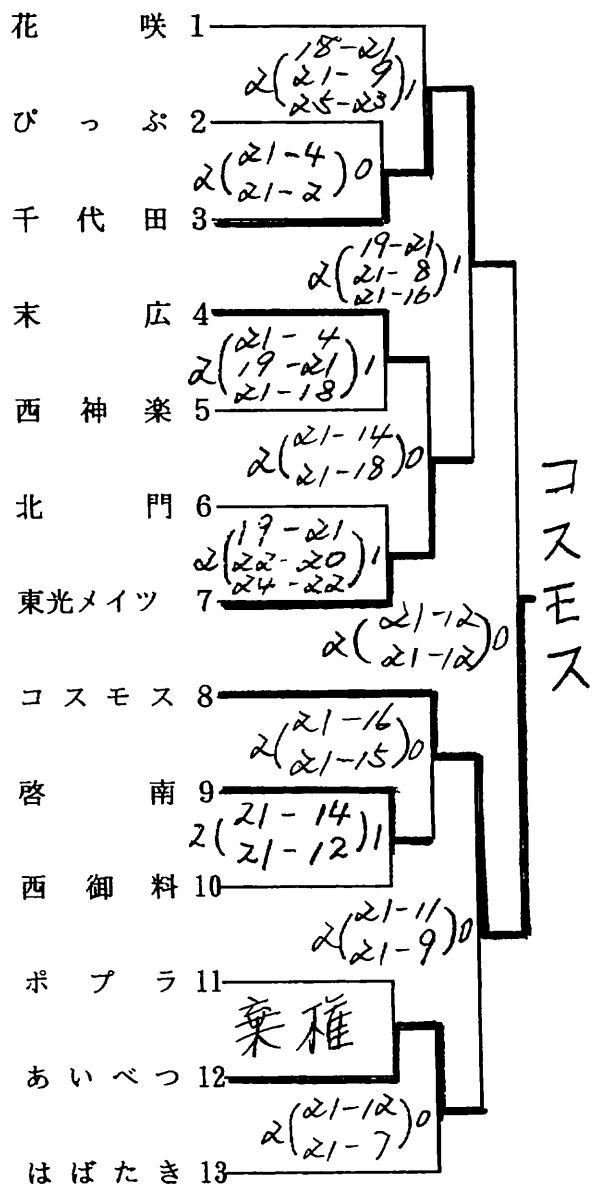 花咲 1
2(18-21 21-9 25-23)1
ぴっぷ 2
2(21-4 21-2)0
千代田 3
2(19-21 21-8 21-16)1
末広 4
2(21-4 19-21 21-18)1
西神楽 5
2(21-14 21-18)0
北門 6
2(19-21 22-20 24-22)1
東光メイツ 7
2(21-12 21-12)0
コスモス
コスモス 8
2(21-16 21-15)0
啓南 9
2(21-14 21-12)1
西御料 10
2(21-11 21-9)0
ポプラ 11
棄権
あいべつ 12
2(21-12 21-7)0
はばたき 13